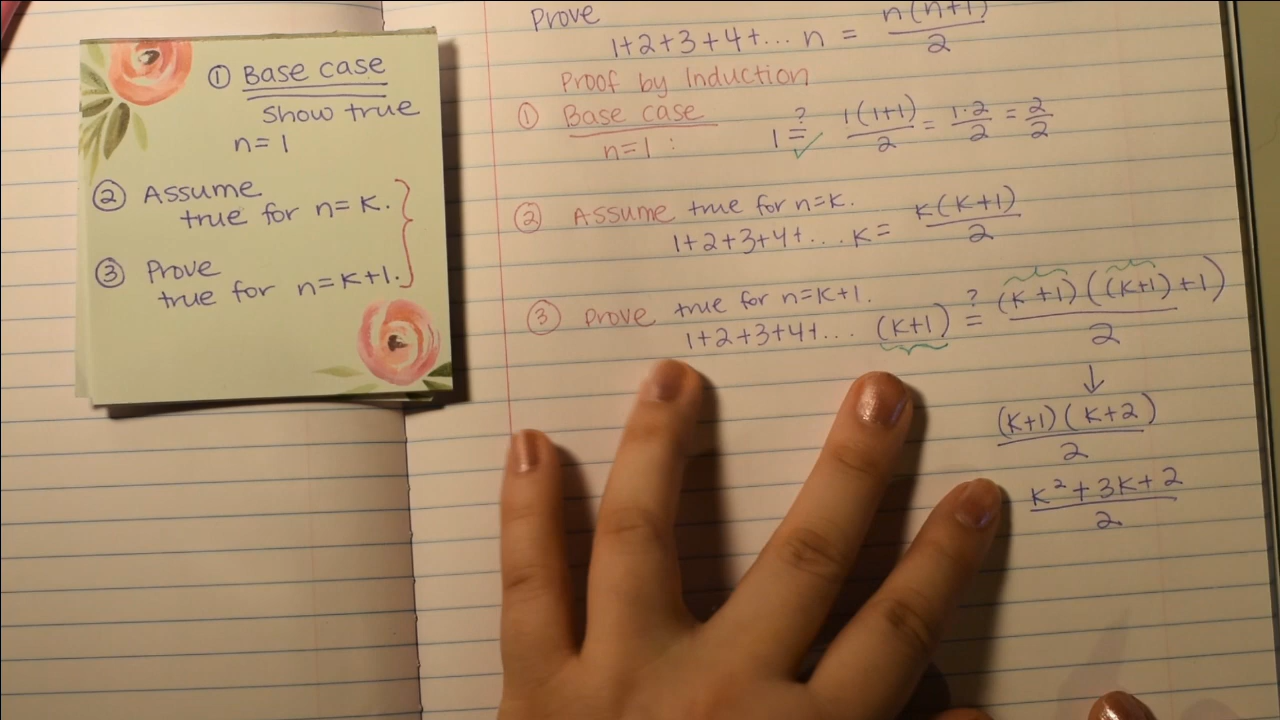 ① Base case
Show true
n=1
② Assume
true for n=K.
③ Prove
true for n=K+1.
Prove
1+2+3+4+... n = n(n+1)/2
Proof by Induction
① Base case
n=1 :
1 ?= 1(1+1)/2 = 1·2/2 = 2/2
✓
② Assume true for n=K.
1+2+3+4+.... K= K(K+1)/2
③ Prove true for n=K+1.
1+2+3+4+... (K+1) ?= (K+1)((K+1)+1)/2
↓
(K+1)(K+2)/2
K²+3K+2/2